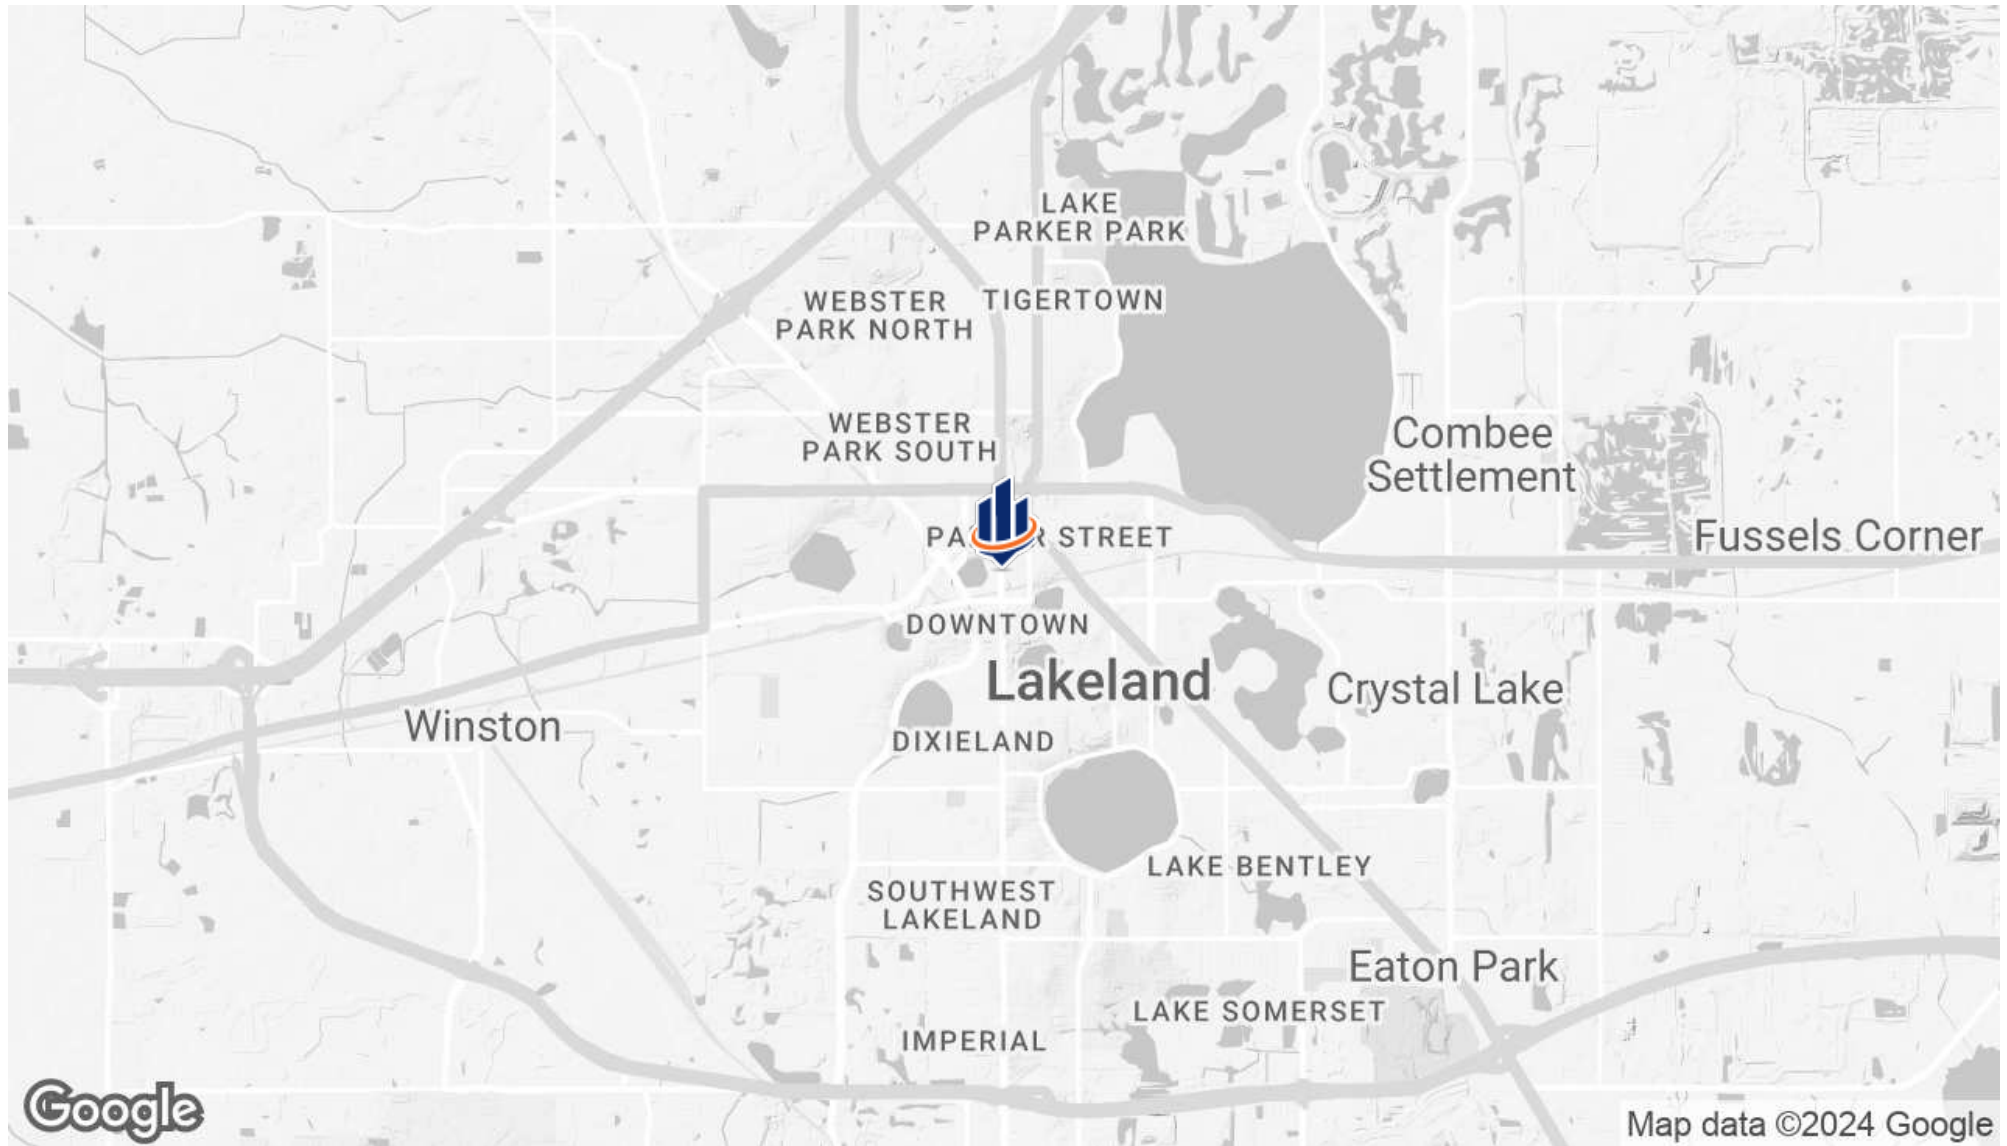 LAKE
PARKER PARK
WEBSTER
PARK NORTH
TIGERTOWN
WEBSTER
PARK SOUTH
Combee
Settlement
PA R STREET
Fussels Corner
DOWNTOWN
Lakeland
Crystal Lake
Winston
DIXIELAND
LAKE BENTLEY
SOUTHWEST
LAKELAND
Eaton Park
LAKE SOMERSET
IMPERIAL
Google
Map data ©2024 Google